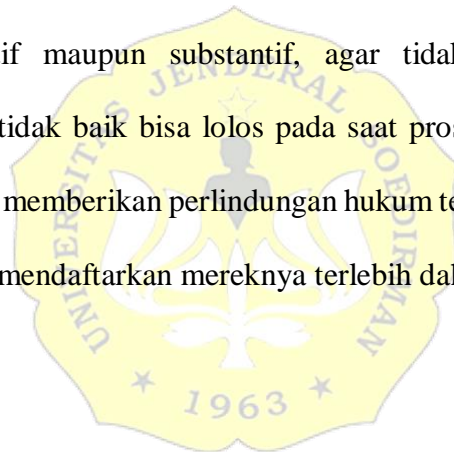 tif maupun substantif, agar tidak
tidak baik bisa lolos pada saat pros
memberikan perlindungan hukum te
mendaftarkan mereknya terlebih dal
UNIVERSITAS JENDERAL SOEDIRMAN
1963